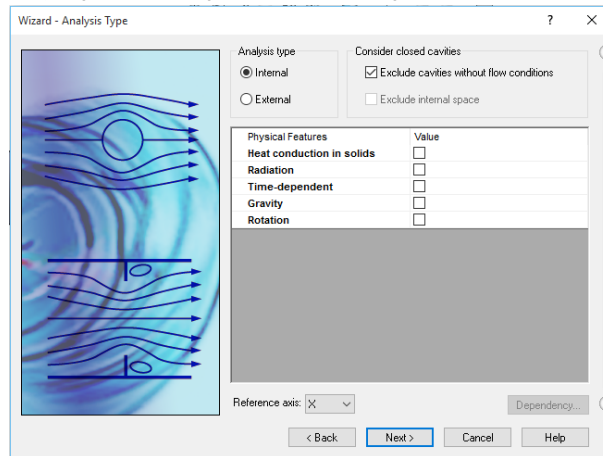 Wizard - Analysis Type
? X
Analysis type
Internal
External
Consider closed cavities
Exclude cavities without flow conditions
Exclude internal space
Physical Features Value
Heat conduction in solids
Radiation
Time-dependent
Gravity
Rotation
Reference axis: X
Dependency...
< Back Next > Cancel Help